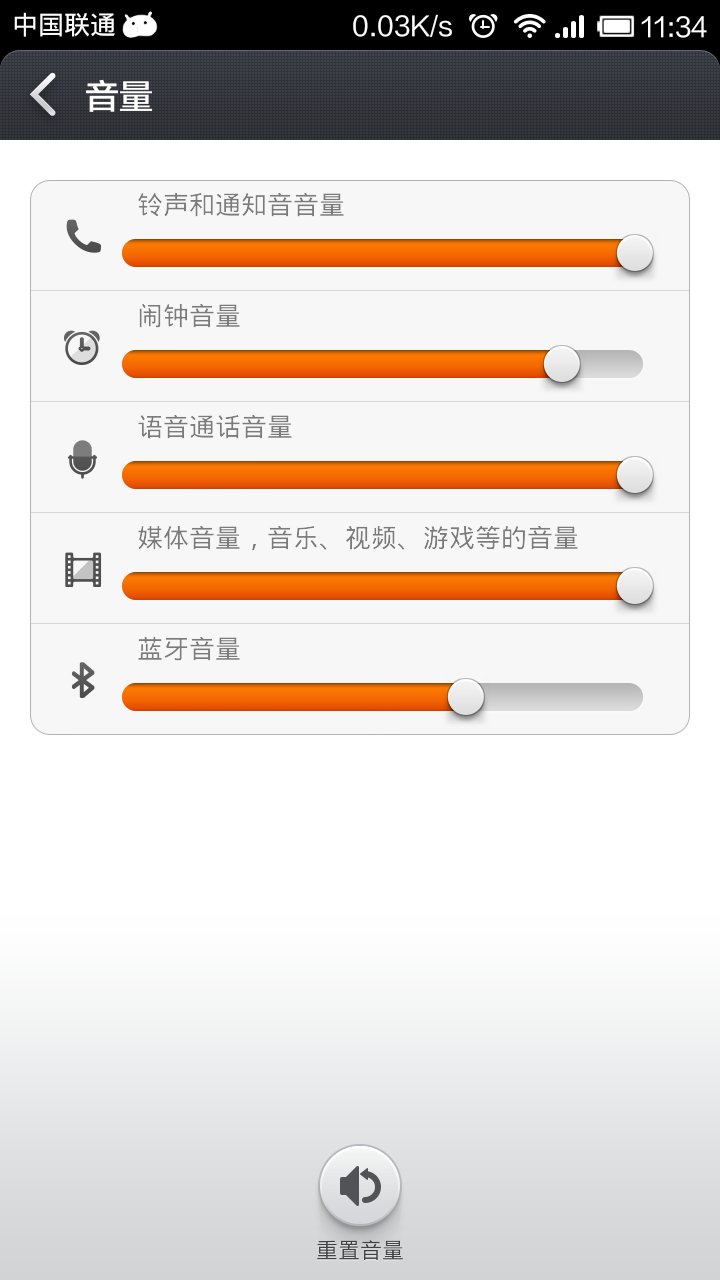 中国联通 0.03K/s 11:34
音量
铃声和通知音音量
闹钟音量
语音通话音量
媒体音量，音乐、视频、游戏等的音量
蓝牙音量
重置音量